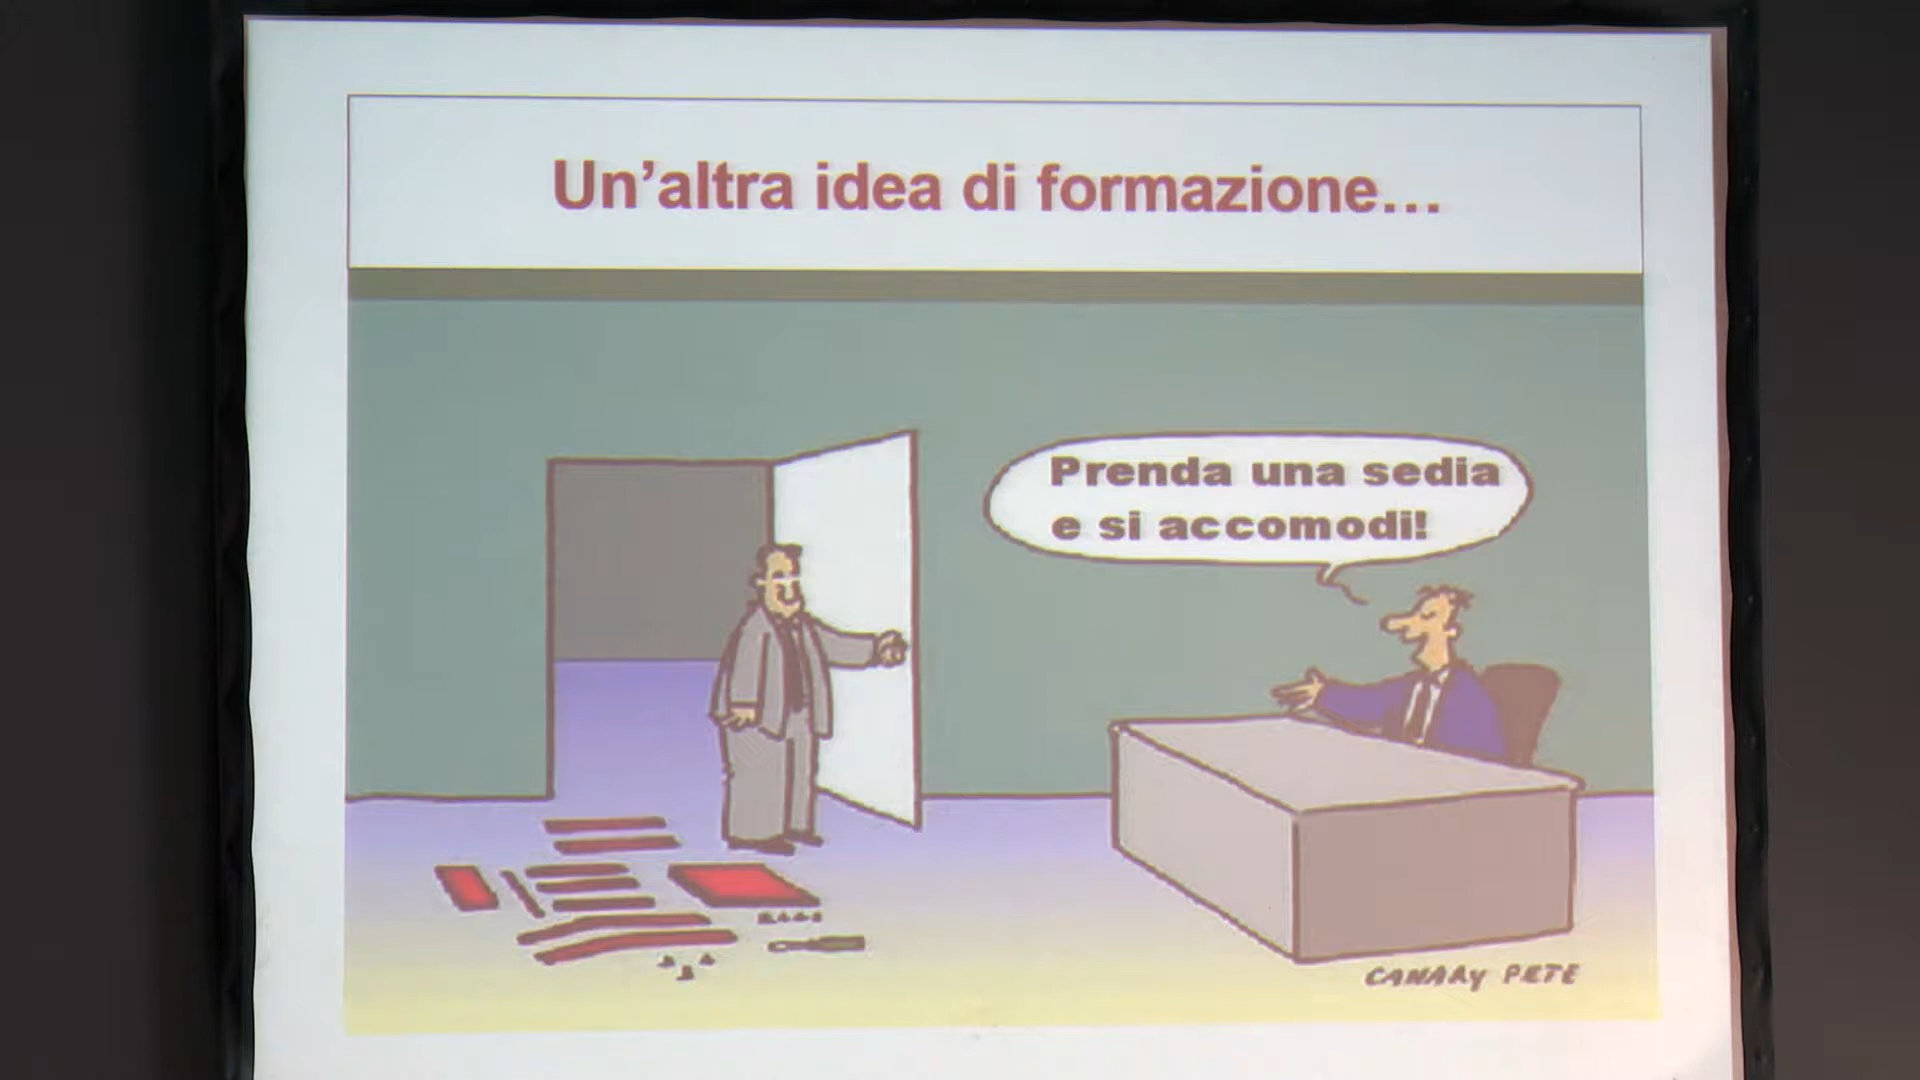 Un'altra idea di formazione...
Prenda una sedia
e si accomodi!
CANARY PETE